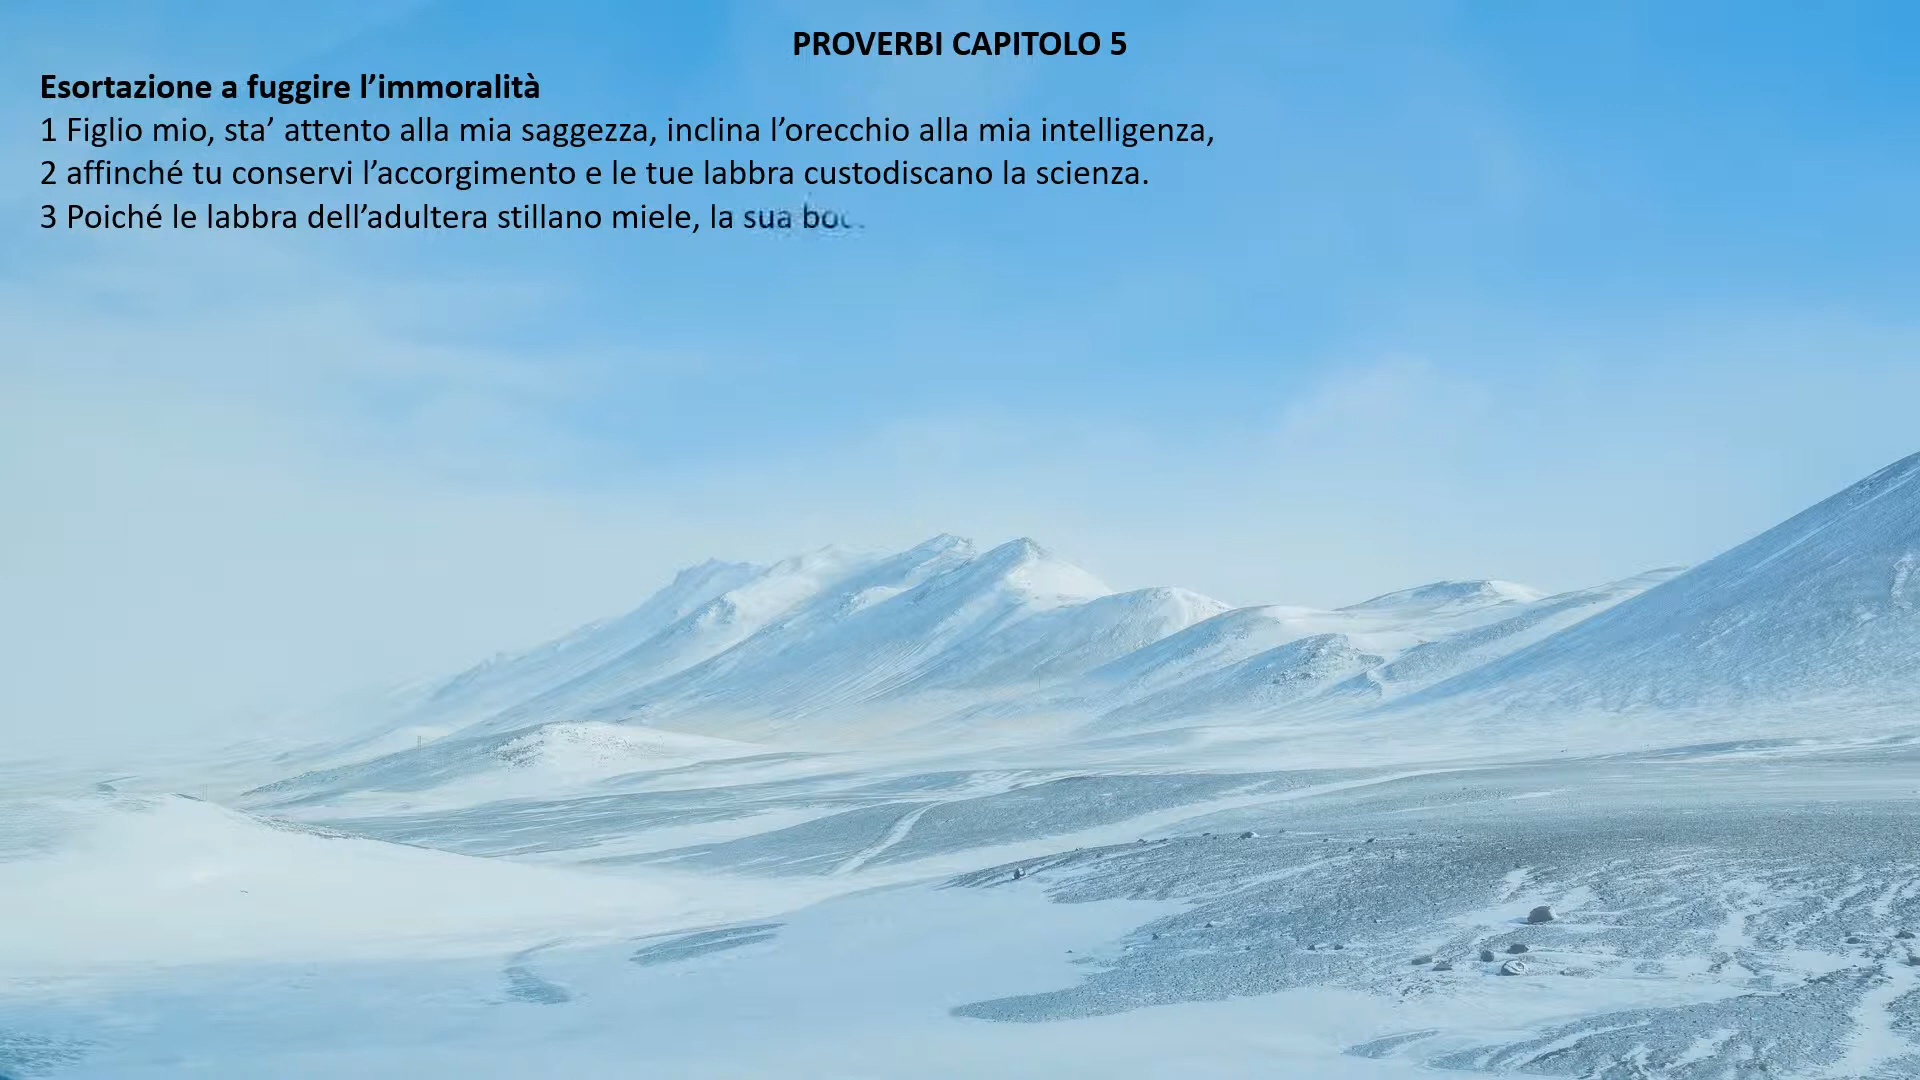 PROVERBI CAPITOLO 5
Esortazione a fuggire l’immoralità
1 Figlio mio, sta’ attento alla mia saggezza, inclina l’orecchio alla mia intelligenza,
2 affinché tu conservi l’accorgimento e le tue labbra custodiscano la scienza.
3 Poiché le labbra dell’adultera stillano miele, la sua